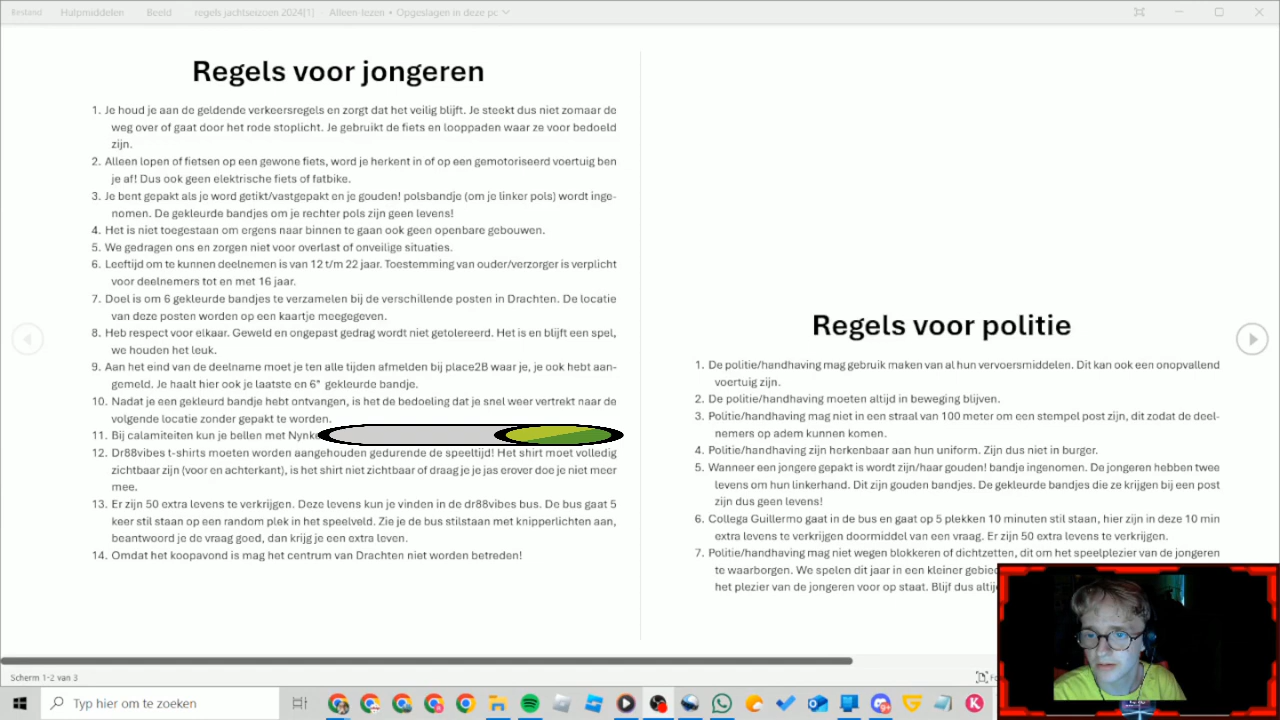 Bestand Hulpmiddelen Beeld regels jachtseizoen 2024[1] - Alleen-lezen • Opgeslagen in deze pc
Regels voor jongeren
1. Je houd je aan de geldende verkeersregels en zorgt dat het veilig blijft. Je steekt dus niet zomaar de
weg over of gaat door het rode stoplicht. Je gebruikt de fiets en looppaden waar ze voor bedoeld
zijn.
2. Alleen lopen of fietsen op een gewone fiets, word je herkent in of op een gemotoriseerd voertuig ben
je af! Dus ook geen elektrische fiets of fatbike.
3. Je bent gepakt als je word getikt/vastgepakt en je gouden! polsbandje (om je linker pols) wordt inge-
nomen. De gekleurde bandjes om je rechter pols zijn geen levens!
4. Het is niet toegestaan om ergens naar binnen te gaan ook geen openbare gebouwen.
5. We gedragen ons en zorgen niet voor overlast of onveilige situaties.
6. Leeftijd om te kunnen deelnemen is van 12 t/m 22 jaar. Toestemming van ouder/verzorger is verplicht
voor deelnemers tot en met 16 jaar.
7. Doel is om 6 gekleurde bandjes te verzamelen bij de verschillende posten in Drachten. De locatie
van deze posten worden op een kaartje meegegeven.
8. Heb respect voor elkaar. Geweld en ongepast gedrag wordt niet getolereerd. Het is en blijft een spel,
we houden het leuk.
9. Aan het eind van de deelname moet je ten alle tijden afmelden bij place2B waar je, je ook hebt aan-
gemeld. Je haalt hier ook je laatste en 6° gekleurde bandje.
10. Nadat je een gekleurd bandje hebt ontvangen, is het de bedoeling dat je snel weer vertrekt naar de
volgende locatie zonder gepakt te worden.
11. Bij calamiteiten kun je bellen met Nynke
12. Dr88vibes t-shirts moeten worden aangehouden gedurende de speeltijd! Het shirt moet volledig
zichtbaar zijn (voor en achterkant), is het shirt niet zichtbaar of draag je je jas erover doe je niet meer
mee.
13. Er zijn 50 extra levens te verkrijgen. Deze levens kun je vinden in de dr88vibes bus. De bus gaat 5
keer stil staan op een random plek in het speelveld. Zie je de bus stilstaan met knipperlichten aan,
beantwoord je de vraag goed, dan krijg je een extra leven.
14. Omdat het koopavond is mag het centrum van Drachten niet worden betreden!
Regels voor politie
1. De politie/handhaving mag gebruik maken van al hun vervoersmiddelen. Dit kan ook een onopvallend
voertuig zijn.
2. De politie/handhaving moeten altijd in beweging blijven.
3. Politie/handhaving mag niet in een straal van 100 meter om een stempel post zijn, dit zodat de deel-
nemers op adem kunnen komen.
4. Politie/handhaving zijn herkenbaar aan hun uniform. Zijn dus niet in burger.
5. Wanneer een jongere gepakt is wordt zijn/haar gouden! bandje ingenomen. De jongeren hebben twee
levens om hun linkerhand. Dit zijn gouden bandjes. De gekleurde bandjes die ze krijgen bij een post
zijn dus geen levens!
6. Collega Guillermo gaat in de bus en gaat op 5 plekken 10 minuten stil staan, hier zijn in deze 10 min
extra levens te verkrijgen doormiddel van een vraag. Er zijn 50 extra levens te verkrijgen.
7. Politie/handhaving mag niet wegen blokkeren of dichtzetten, dit om het speelplezier van de jongeren
te waarborgen. We spelen dit jaar in een kleiner gebied
het plezier van de jongeren voor op staat. Blijf dus
Scherm 1-2 van 3
Typ hier om te zoeken